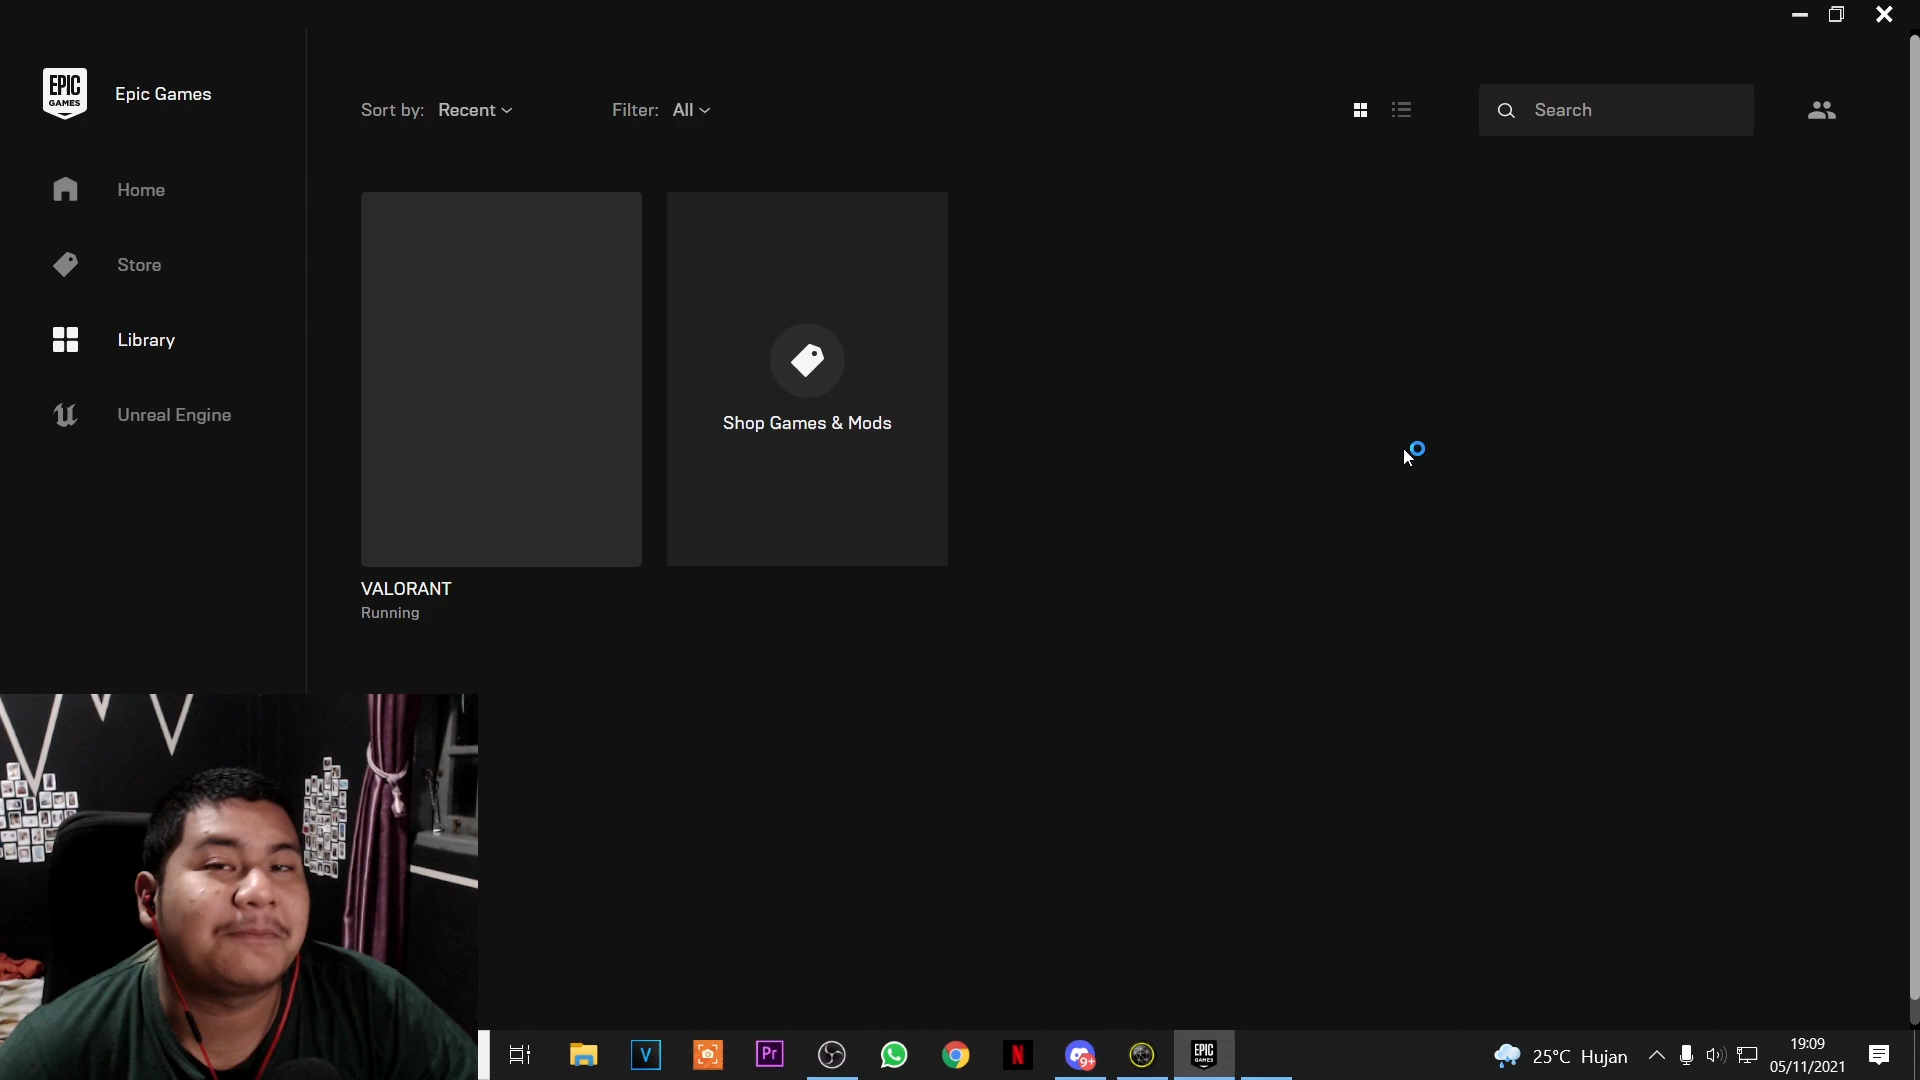 EPIC GAMES
Epic Games
Sort by: Recent
Filter: All
Search
Home
Store
Library
Unreal Engine
Shop Games & Mods
VALORANT
Running
V
Pr
N
9+
EPIC GAMES
25°C Hujan
19:09
05/11/2021